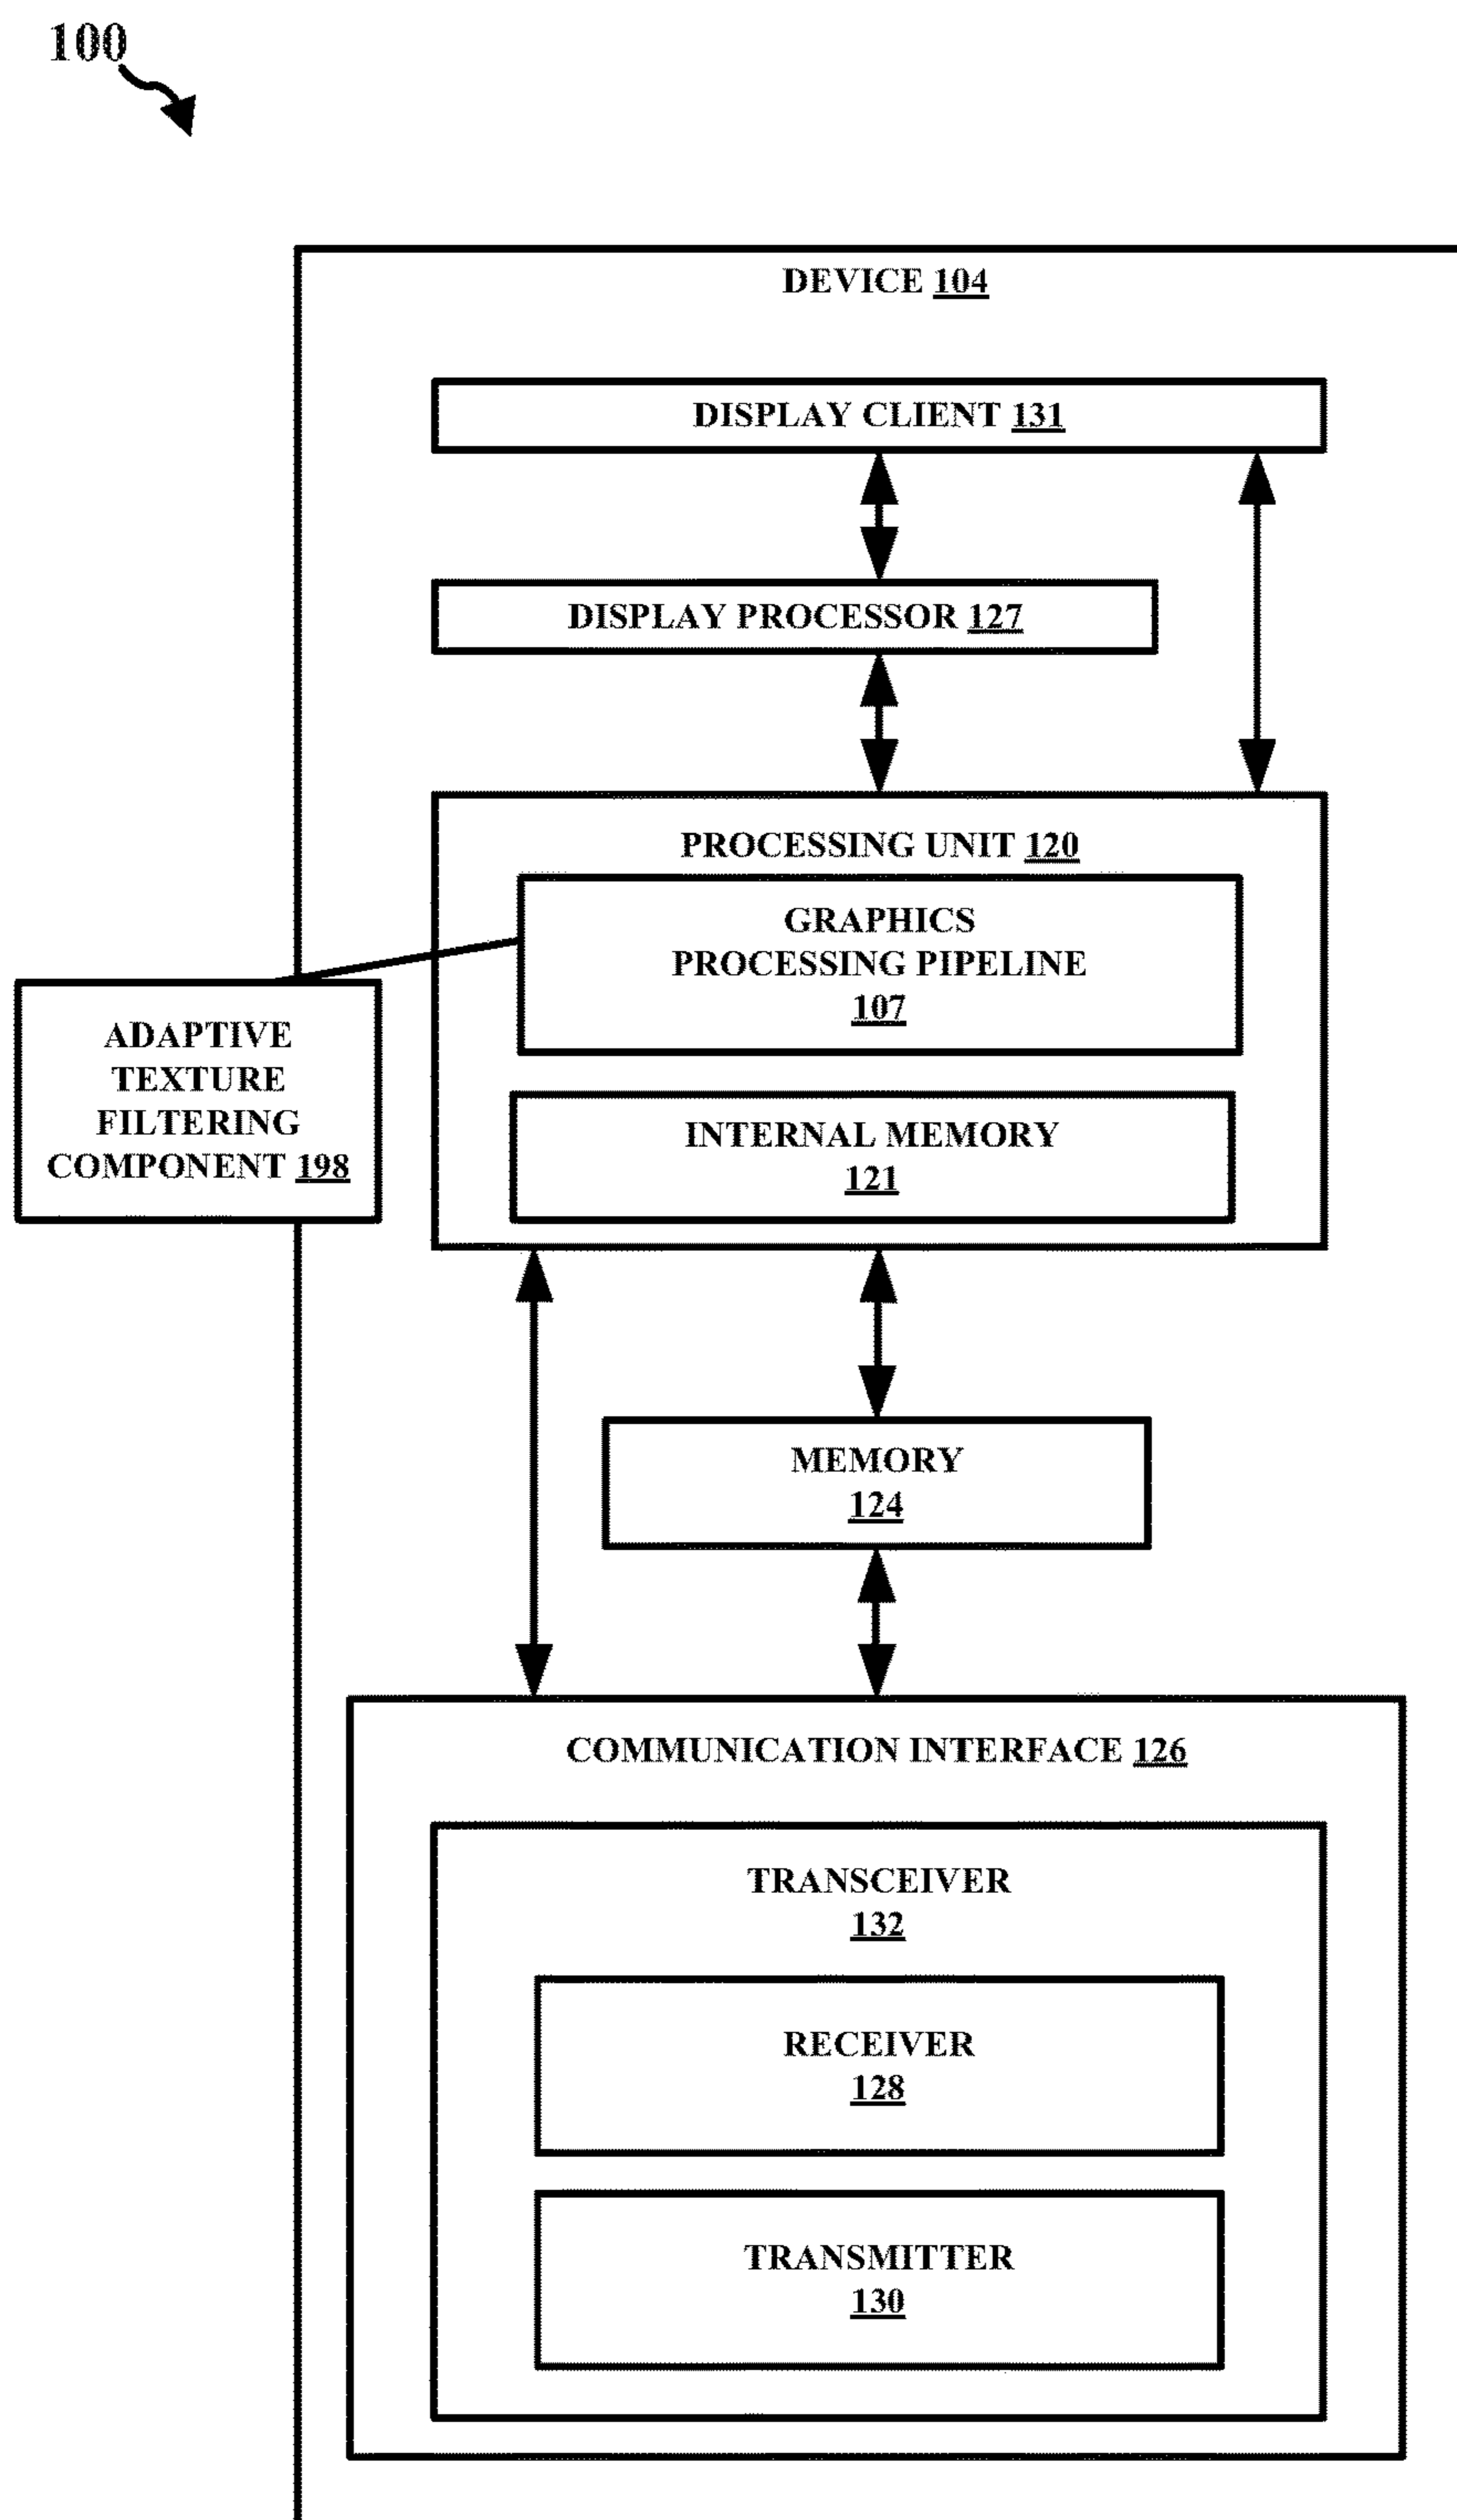 100
DEVICE 104
DISPLAY CLIENT 131
DISPLAY PROCESSOR 127
PROCESSING UNIT 120
GRAPHICS
PROCESSING PIPELINE
107
ADAPTIVE
TEXTURE
FILTERING
COMPONENT 198
INTERNAL MEMORY
121
MEMORY
124
COMMUNICATION INTERFACE 126
TRANSCEIVER
132
RECEIVER
128
TRANSMITTER
130